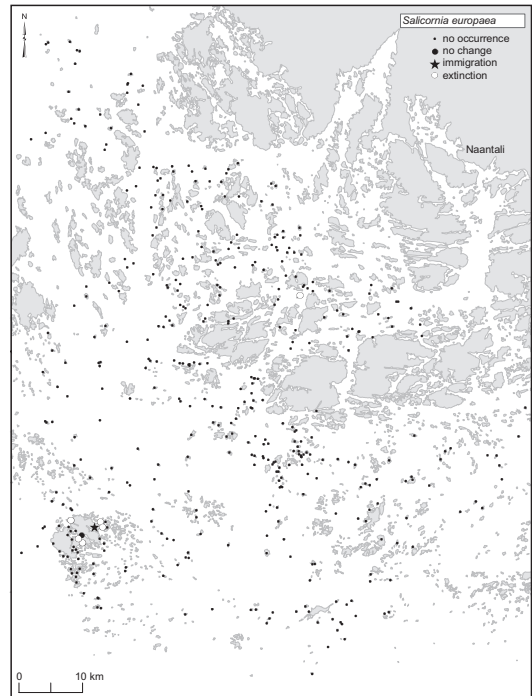 N
Salicornia europaea
no occurrence
no change
immigration
extinction
Naantali
0 10 km